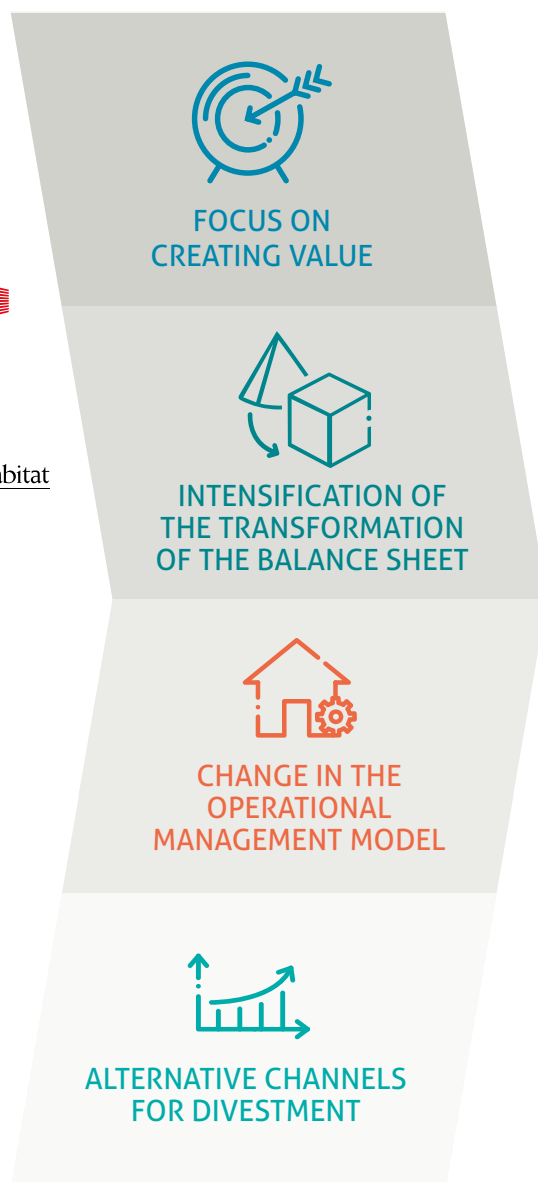 FOCUS ON
CREATING VALUE
INTENSIFICATION OF
THE TRANSFORMATION
OF THE BALANCE SHEET
CHANGE IN THE
OPERATIONAL
MANAGEMENT MODEL
ALTERNATIVE CHANNELS
FOR DIVESTMENT